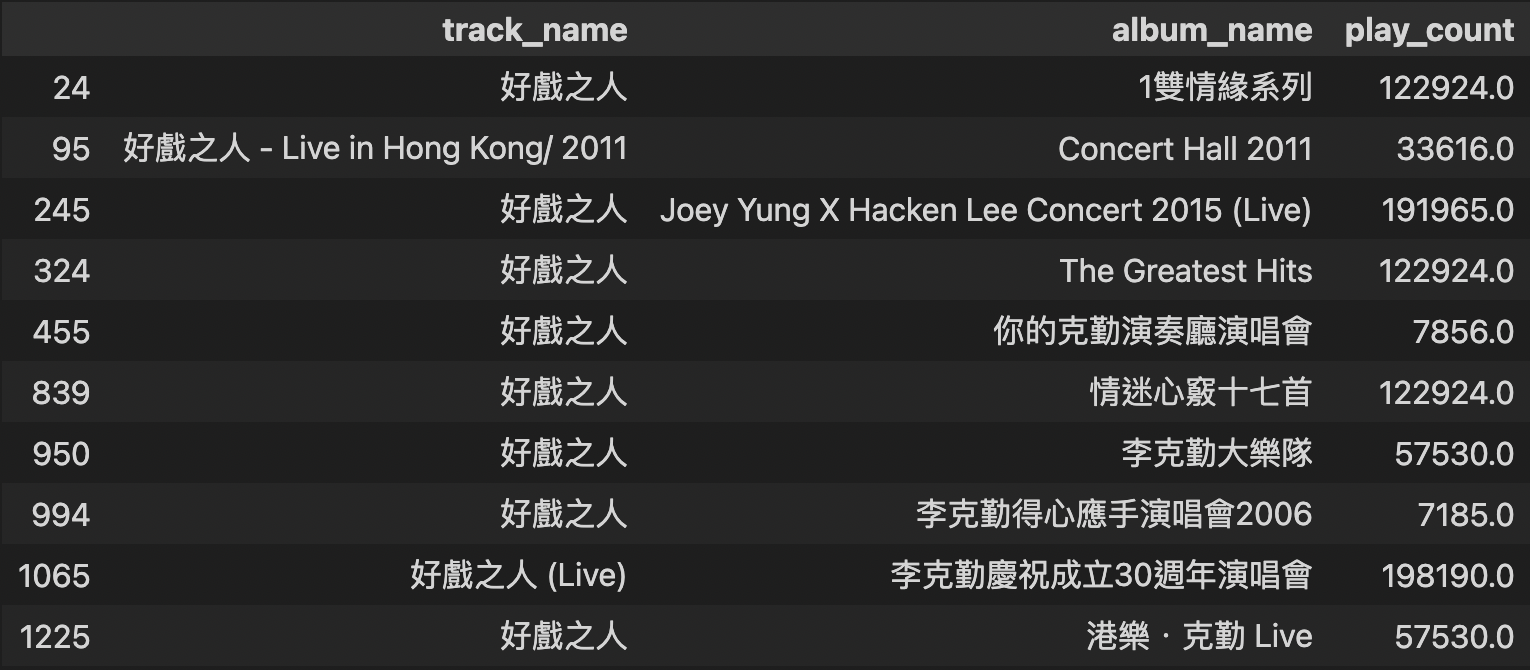 track_name album_name play_count
24 好戲之人 1雙情緣系列 122924.0
95 好戲之人 - Live in Hong Kong/ 2011 Concert Hall 2011 33616.0
245 好戲之人 Joey Yung X Hacken Lee Concert 2015 (Live) 191965.0
324 好戲之人 The Greatest Hits 122924.0
455 好戲之人 你的克勤演奏廳演唱會 7856.0
839 好戲之人 情迷心竅十七首 122924.0
950 好戲之人 李克勤大樂隊 57530.0
994 好戲之人 李克勤得心應手演唱會2006 7185.0
1065 好戲之人 (Live) 李克勤慶祝成立30週年演唱會 198190.0
1225 好戲之人 港樂‧克勤 Live 57530.0